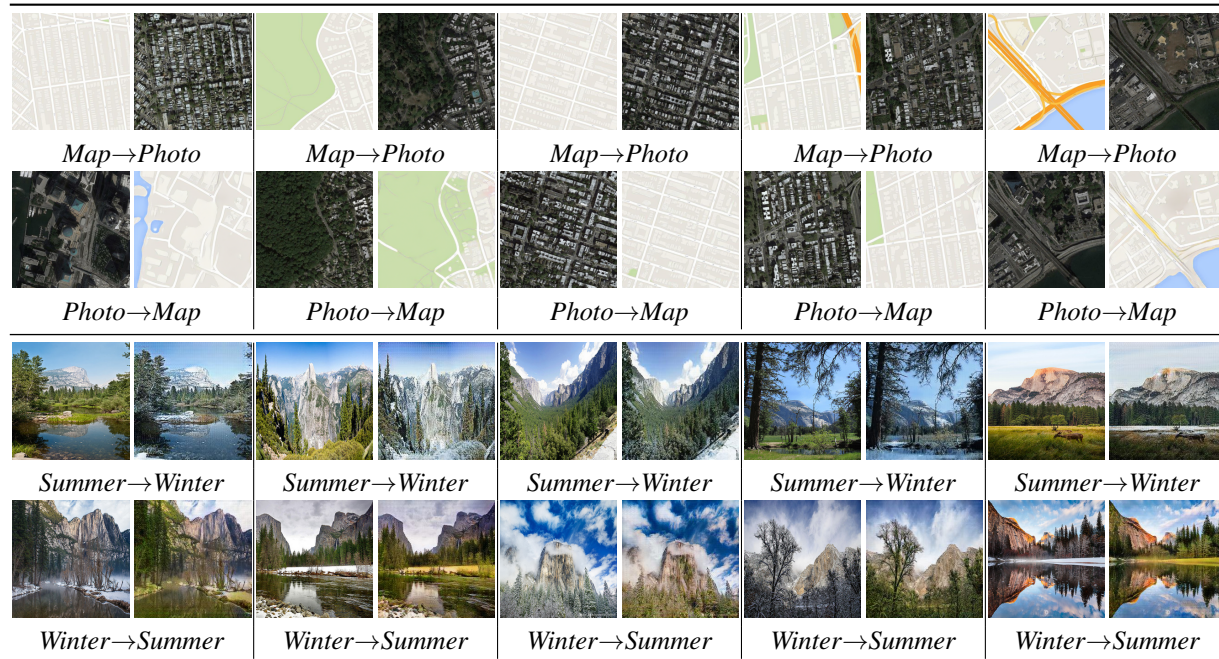 Map→Photo Map→Photo Map→Photo Map→Photo Map→Photo
Photo→Map Photo→Map Photo→Map Photo→Map Photo→Map
Summer→Winter Summer→Winter Summer→Winter Summer→Winter Summer→Winter
Winter→Summer Winter→Summer Winter→Summer Winter→Summer Winter→Summer